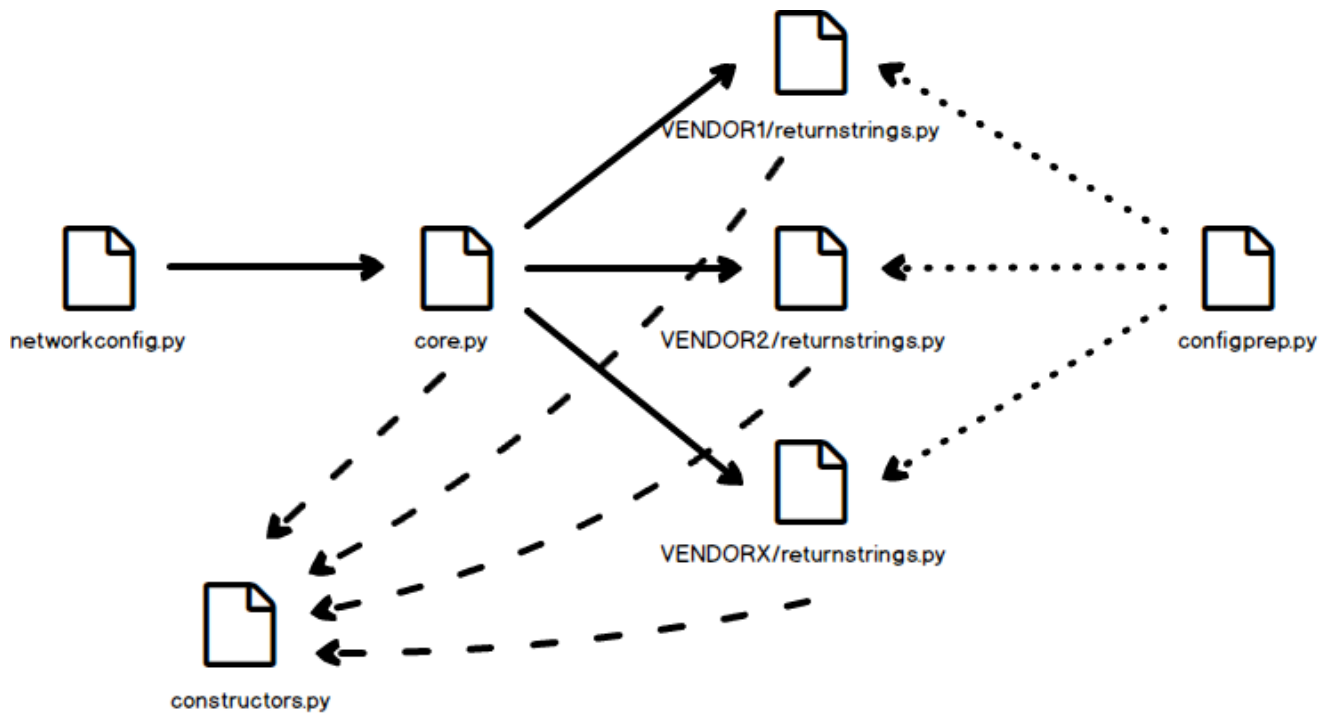 VENDOR1/returnstrings.py
networkconfig.py
core.py
VENDOR2/returnstrings.py
configprep.py
VENDORX/returnstrings.py
constructors.py